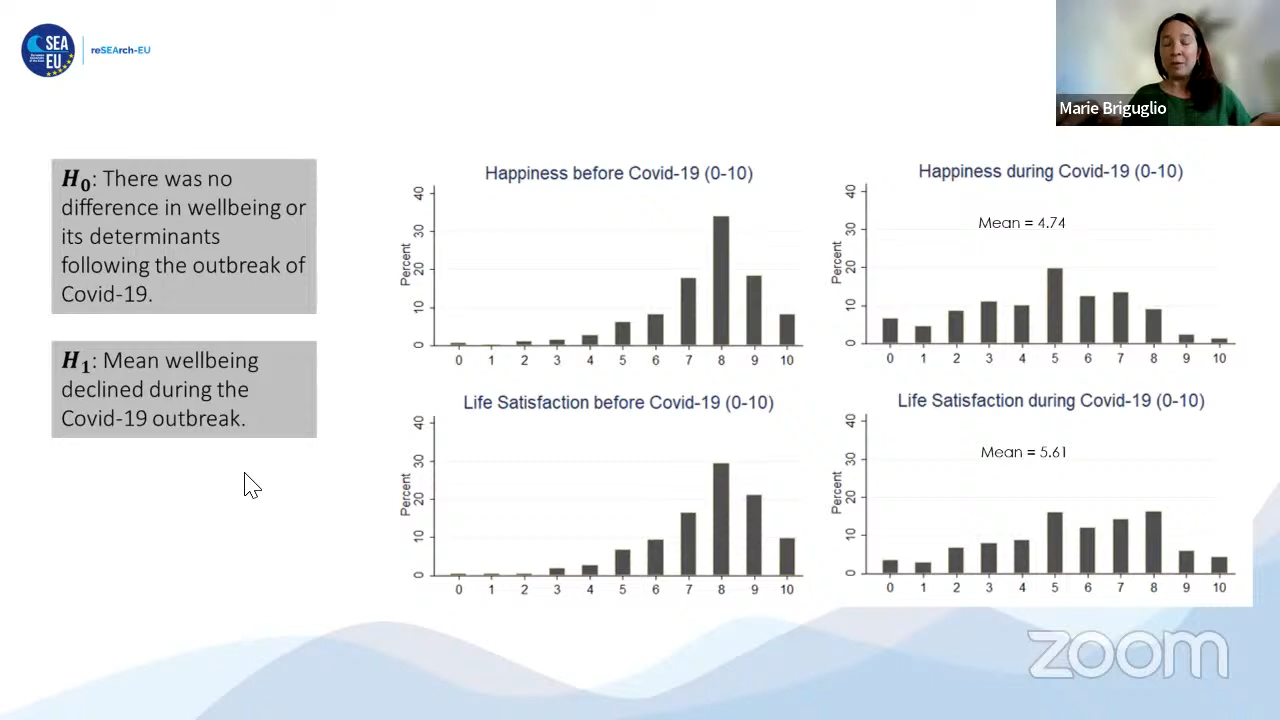 SEA
EU
reSEArch-EU
Marie Briguglio
H0: There was no
difference in wellbeing or
its determinants
following the outbreak of
Covid-19.
H1: Mean wellbeing
declined during the
Covid-19 outbreak.
Happiness before Covid-19 (0-10)
Percent
40
30
20
10
0
0 1 2 3 4 5 6 7 8 9 10
Happiness during Covid-19 (0-10)
Mean = 4.74
Percent
40
30
20
10
0
0 1 2 3 4 5 6 7 8 9 10
Life Satisfaction before Covid-19 (0-10)
Percent
40
30
20
10
0
0 1 2 3 4 5 6 7 8 9 10
Life Satisfaction during Covid-19 (0-10)
Mean = 5.61
Percent
40
30
20
10
0
0 1 2 3 4 5 6 7 8 9 10
zoom